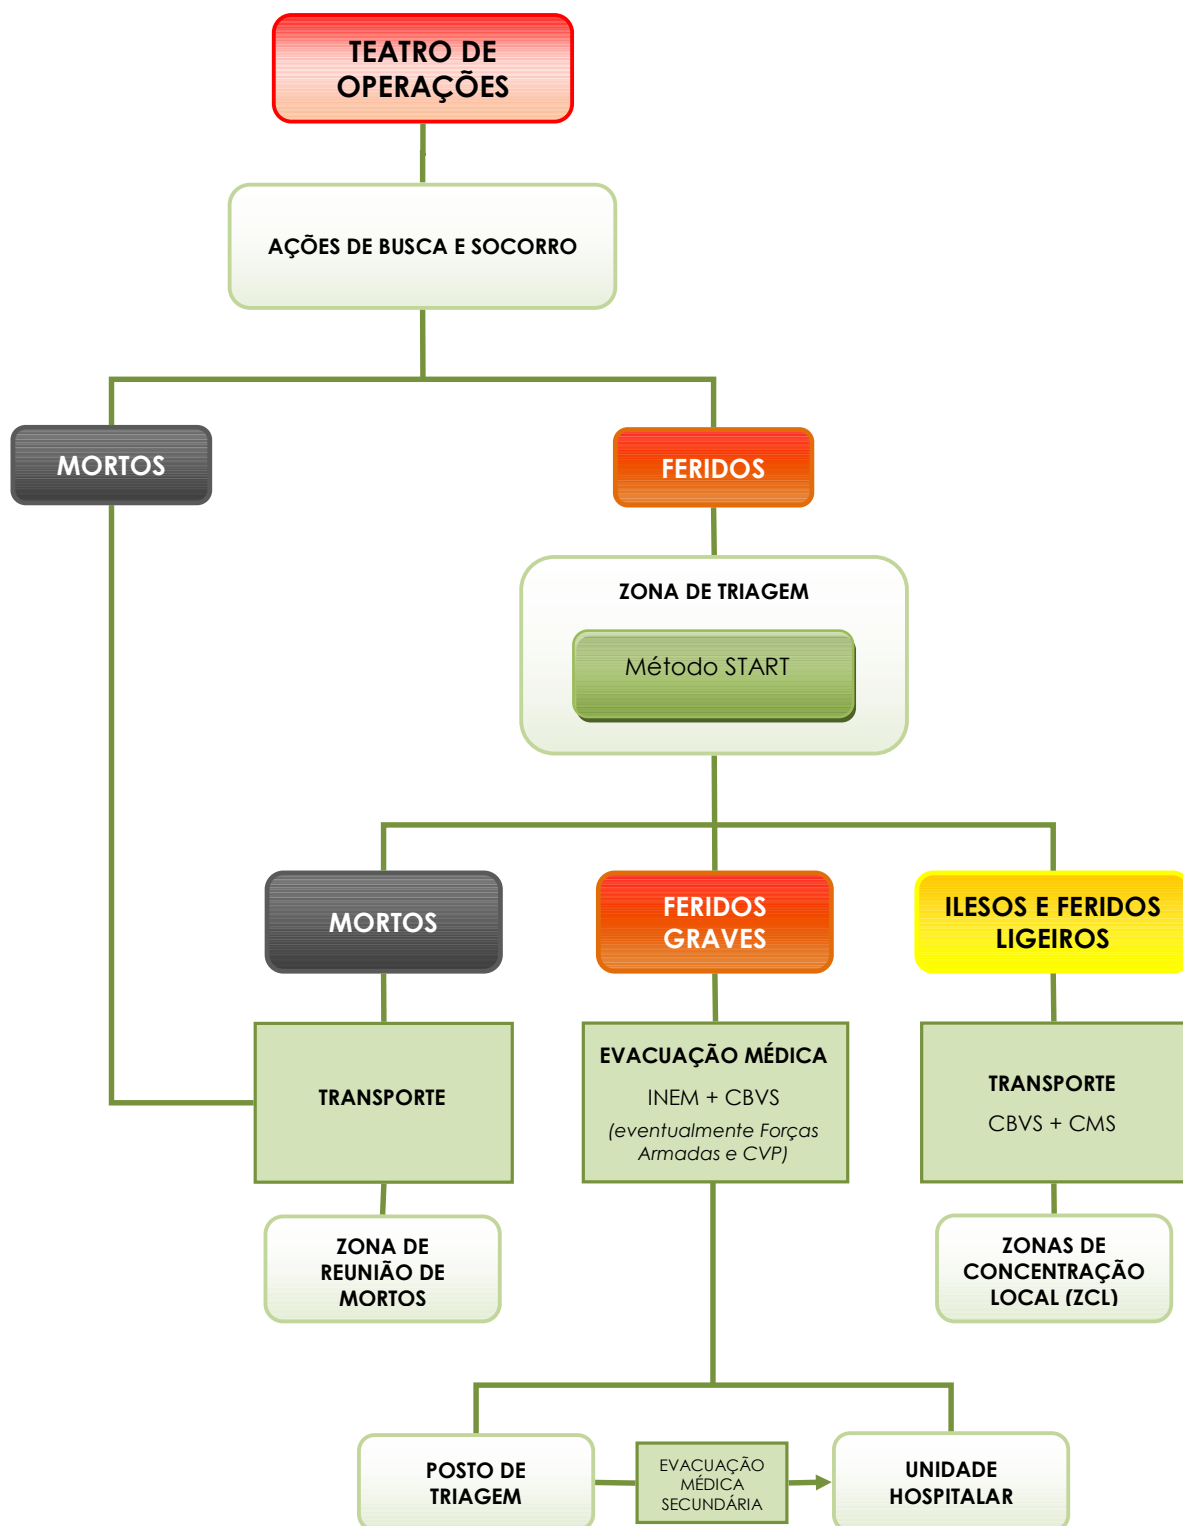 TEATRO DE
OPERAÇÕES
AÇÕES DE BUSCA E SOCORRO
MORTOS
FERIDOS
ZONA DE TRIAGEM
Método START
MORTOS
FERIDOS
GRAVES
ILESOS E FERIDOS
LIGEIROS
TRANSPORTE
EVACUAÇÃO MÉDICA
INEM + CBVS
(eventualmente Forças
Armadas e CVP)
TRANSPORTE
CBVS + CMS
ZONA DE
REUNIÃO DE
MORTOS
ZONAS DE
CONCENTRAÇÃO
LOCAL (ZCL)
POSTO DE
TRIAGEM
EVACUAÇÃO
MÉDICA
SECUNDÁRIA
UNIDADE
HOSPITALAR